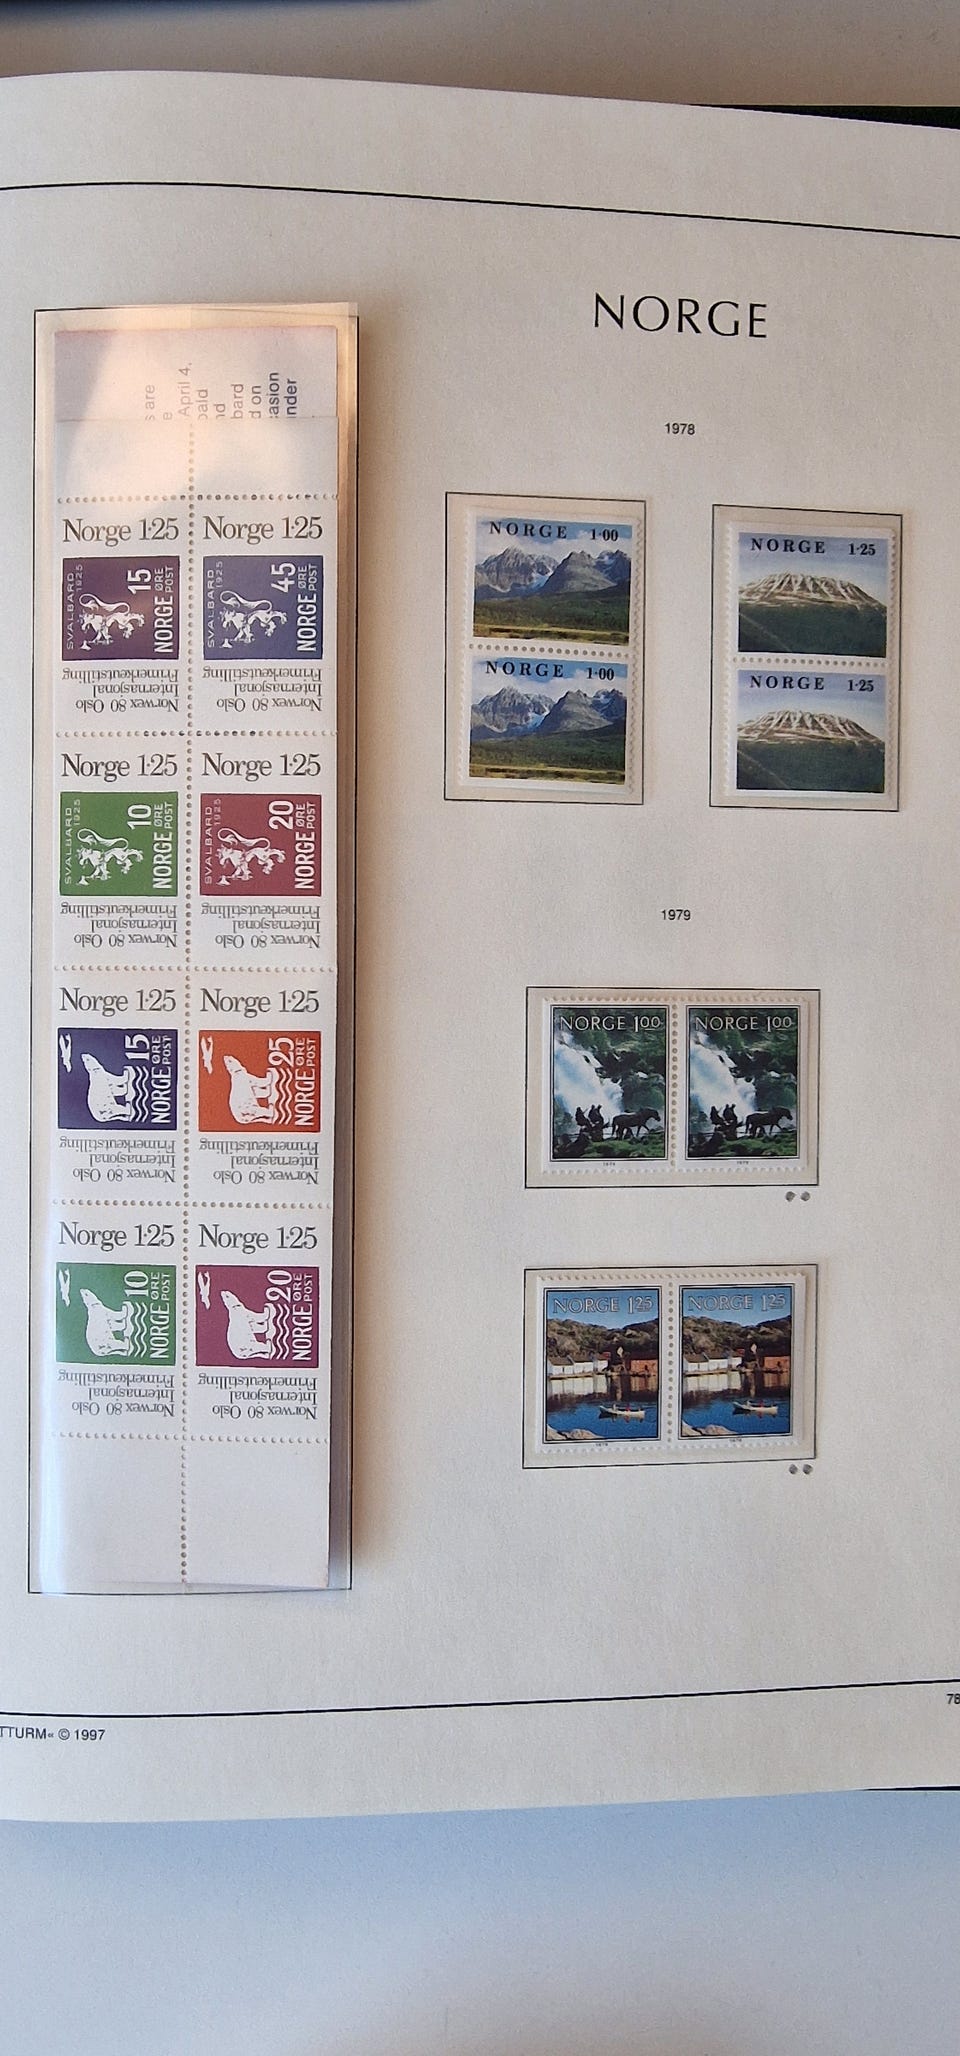 NORGE
1978
s are
e
April 4,
paid
nd
bard
d on
casion
nder
Norge 1·25
SVALBARD
1925
15
NORGE ØRE POST
Norwex 80 Oslo
Internasjonal
Frimerkeutstilling
Norge 1·25
SVALBARD
1925
45
NORGE ØRE POST
Norwex 80 Oslo
Internasjonal
Frimerkeutstilling
Norge 1·25
SVALBARD
1925
10
NORGE ØRE POST
Norwex 80 Oslo
Internasjonal
Frimerkeutstilling
Norge 1·25
SVALBARD
1925
20
NORGE ØRE POST
Norwex 80 Oslo
Internasjonal
Frimerkeutstilling
Norge 1·25
15
NORGE ØRE POST
Norwex 80 Oslo
Internasjonal
Frimerkeutstilling
Norge 1·25
25
NORGE ØRE POST
Norwex 80 Oslo
Internasjonal
Frimerkeutstilling
Norge 1·25
10
NORGE ØRE POST
Norwex 80 Oslo
Internasjonal
Frimerkeutstilling
Norge 1·25
20
NORGE ØRE POST
Norwex 80 Oslo
Internasjonal
Frimerkeutstilling
NORGE 1·00
NORGE 1·00
NORGE 1·25
NORGE 1·25
1979
NORGE 1.00
1979
NORGE 1.00
1979
NORGE 1.25
1979
NORGE 1.25
1979
78
TTURM« © 1997